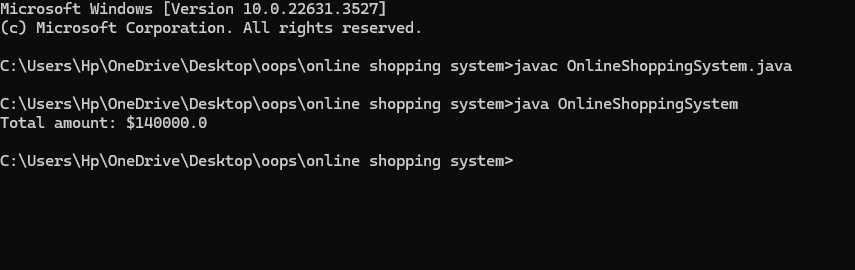 Microsoft Windows [Version 10.0.22631.3527]
(c) Microsoft Corporation. All rights reserved.
C:\Users\Hp\OneDrive\Desktop\oops\online shopping system>javac OnlineShoppingSystem.java
C:\Users\Hp\OneDrive\Desktop\oops\online shopping system>java OnlineShoppingSystem
Total amount: $140000.0
C:\Users\Hp\OneDrive\Desktop\oops\online shopping system>